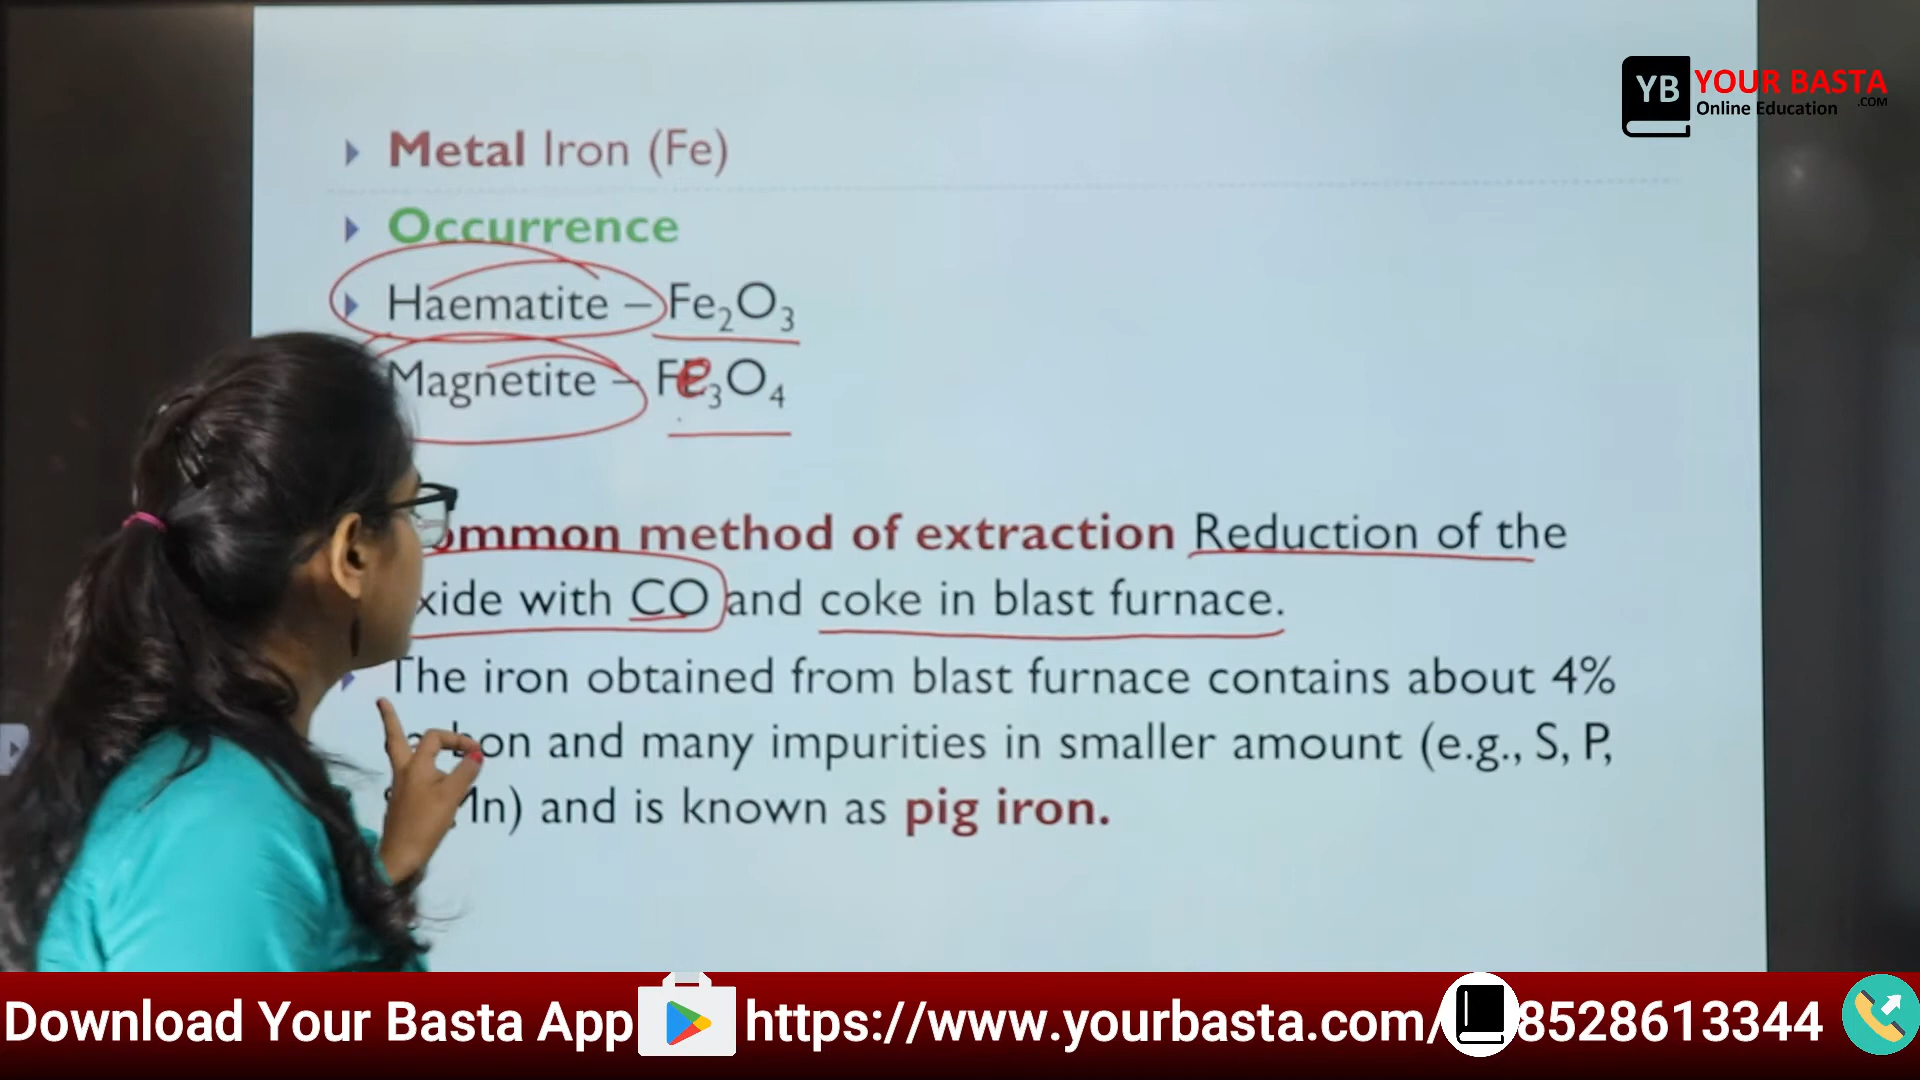 YB YOUR BASTA
Online Education .COM
Metal Iron (Fe)
Occurrence
Haematite – Fe₂O₃
Magnetite – Fe₃O₄
ommon method of extraction Reduction of the
xide with CO and coke in blast furnace.
The iron obtained from blast furnace contains about 4%
and many impurities in smaller amount (e.g., S, P,
Mn) and is known as pig iron.
Download Your Basta App https://www.yourbasta.com/ 8528613344